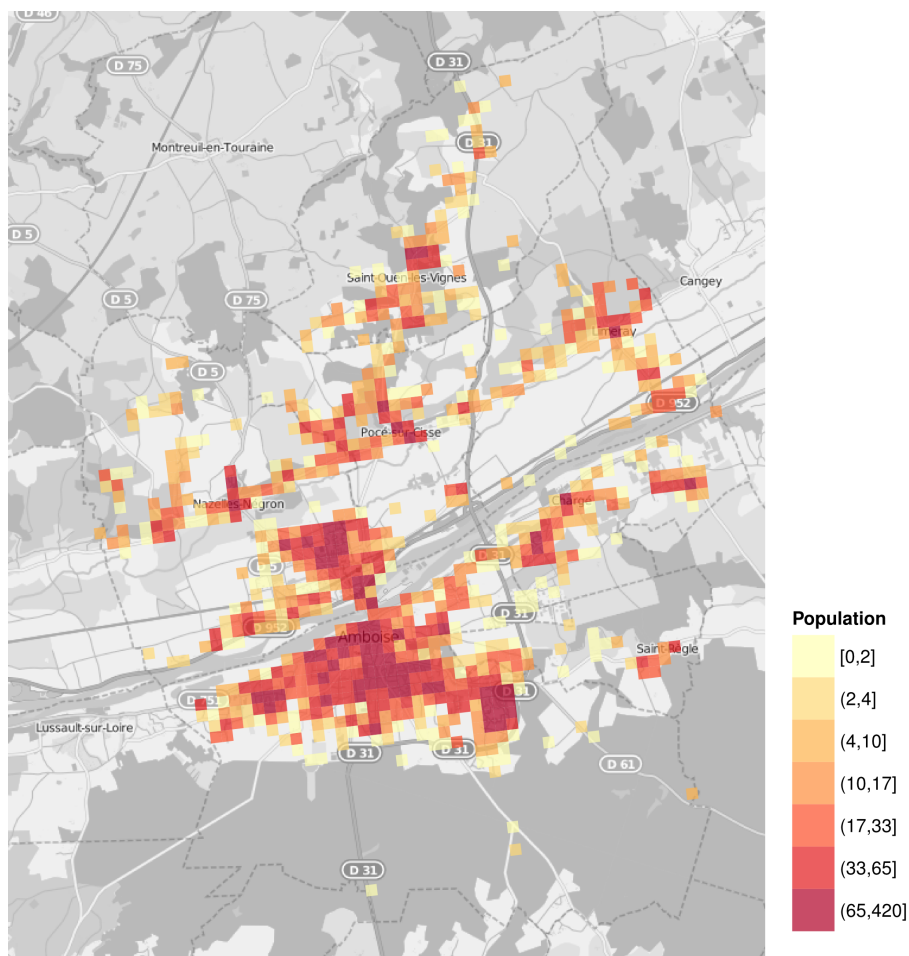 D 46
D 75
D 31
D 31
Montreuil-en-Touraine
D 5
Saint-Ouen-les-Vignes
Cangey
D 5
D 75
Limeray
D 5
D 952
Pocé-sur-Cisse
Nazelles-Négron
Chargé
D 31
D 5
D 31
D 952
Amboise
Saint-Règle
D 31
D 751
Lussault-sur-Loire
D 31
D 31
D 61
D 31
Population
[0,2]
(2,4]
(4,10]
(10,17]
(17,33]
(33,65]
(65,420]